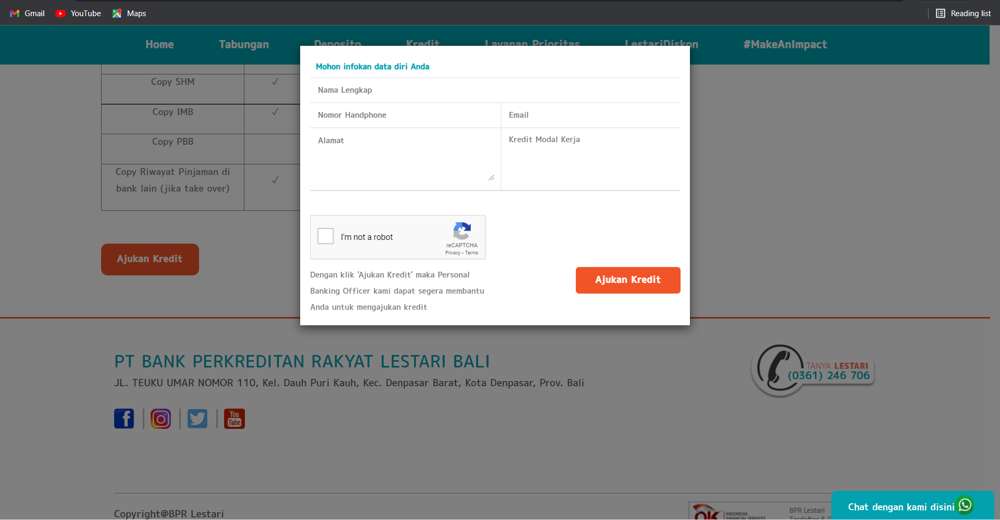 Gmail YouTube Maps Reading list
Home Tabungan Deposito Kredit Layanan Prioritas LestariDiskon #MakeAnImpact
Copy SHM ✓
Copy IMB ✓
Copy PBB
Copy Riwayat Pinjaman di
bank lain (jika take over) ✓
Ajukan Kredit
Mohon infokan data diri Anda
Nama Lengkap
Nomor Handphone Email
Alamat Kredit Modal Kerja
I'm not a robot
reCAPTCHA
Privacy - Terms
Dengan klik 'Ajukan Kredit' maka Personal
Banking Officer kami dapat segera membantu
Anda untuk mengajukan kredit
Ajukan Kredit
PT BANK PERKREDITAN RAKYAT LESTARI BALI
JL. TEUKU UMAR NOMOR 110, Kel. Dauh Puri Kauh, Kec. Denpasar Barat, Kota Denpasar, Prov. Bali
TANYA LESTARI
(0361) 246 706
You
Tube
Copyright@BPR Lestari
INDONESIA
BPR Lestari
Terdaftar &
Chat dengan kami disini